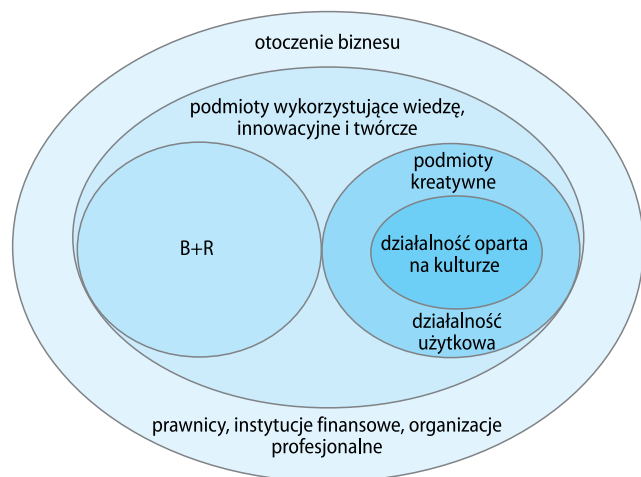 otoczenie biznesu
podmioty wykorzystujące wiedzę,
innowacyjne i twórcze
podmioty
kreatywne
B+R
działalność oparta
na kulturze
działalność
użytkowa
prawnicy, instytucje finansowe, organizacje
profesjonalne